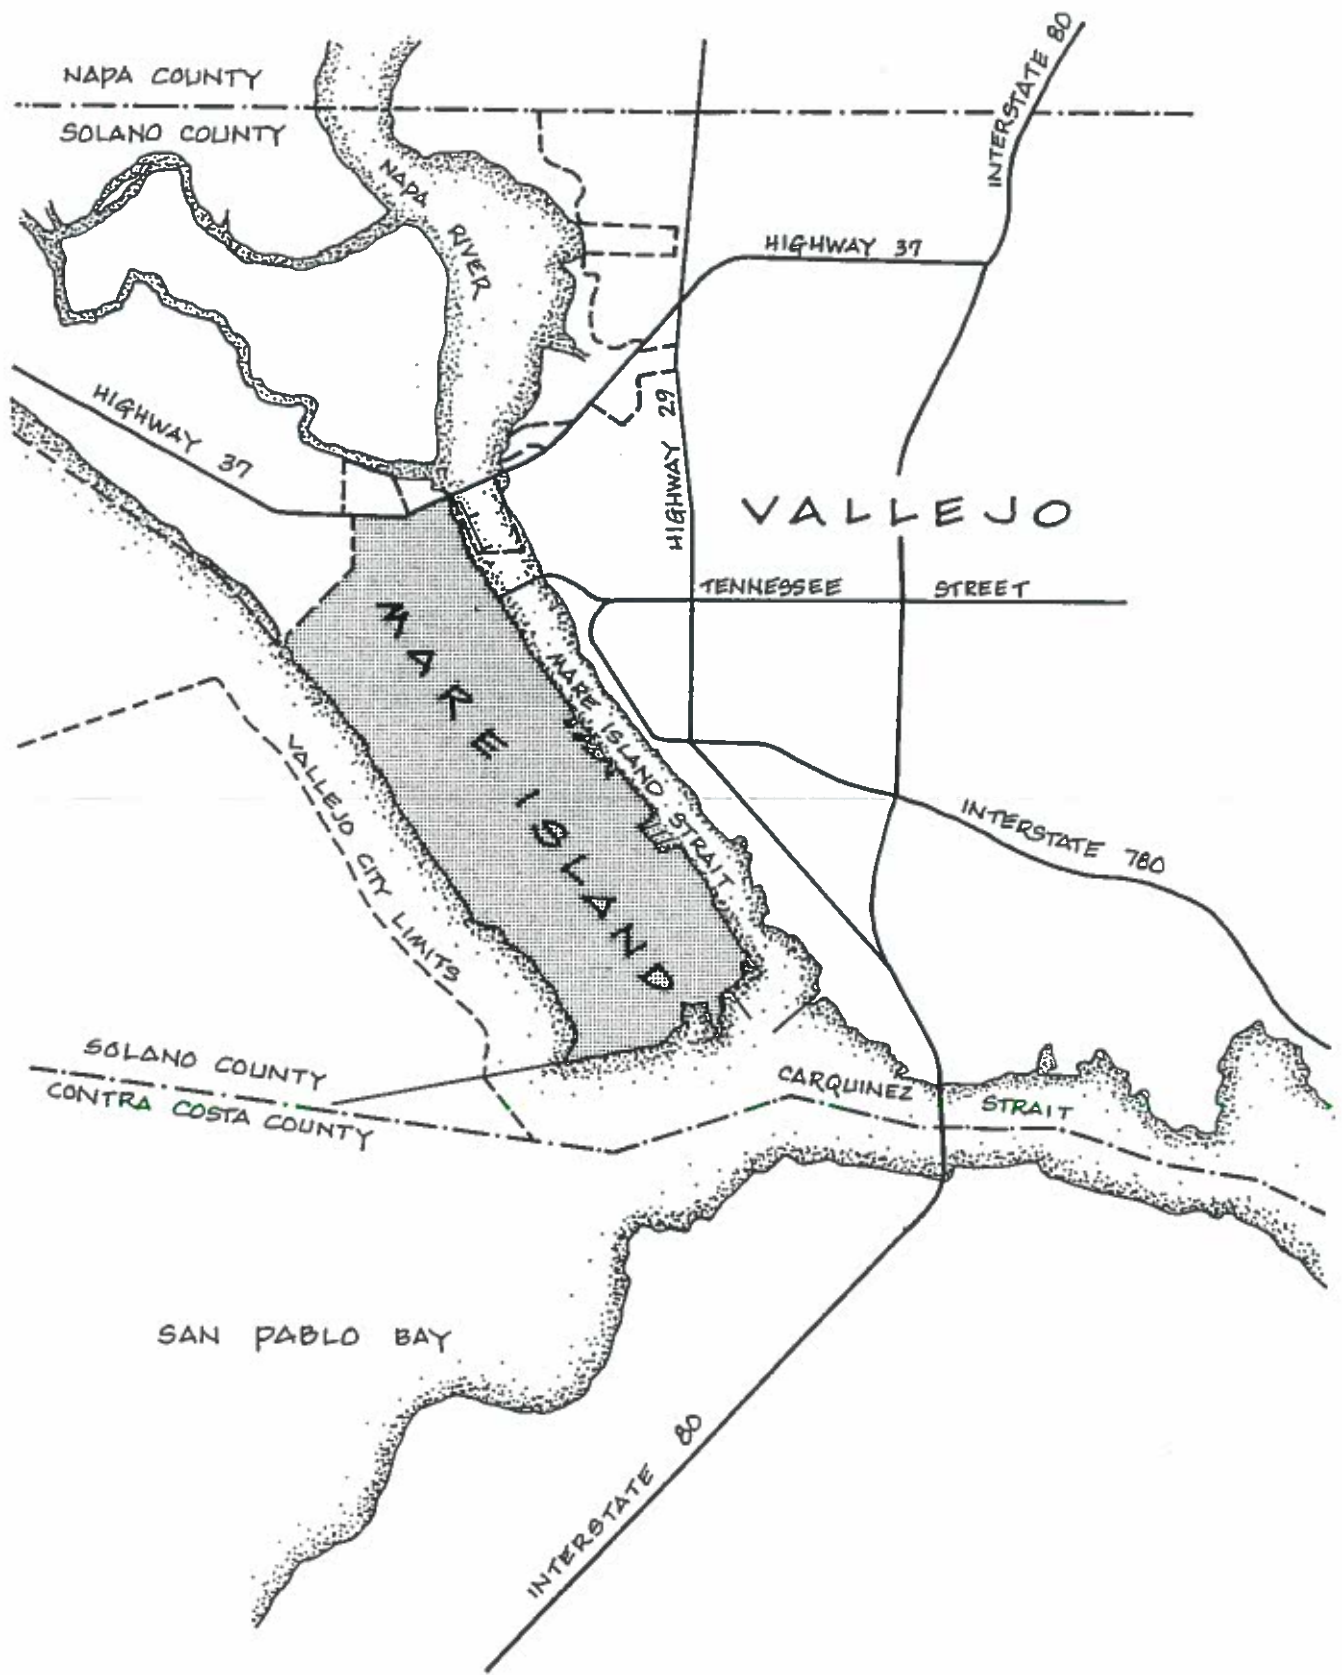 NAPA COUNTY
SOLANO COUNTY
INTERSTATE 80
NAPA
RIVER
HIGHWAY 37
HIGHWAY 37
HIGHWAY 29
VALLEJO
TENNESSEE STREET
MARE ISLAND
MARE ISLAND STRAIT
VALLEJO CITY LIMITS
INTERSTATE 780
SOLANO COUNTY
CONTRA COSTA COUNTY
CARQUINEZ STRAIT
SAN PABLO BAY
INTERSTATE 80